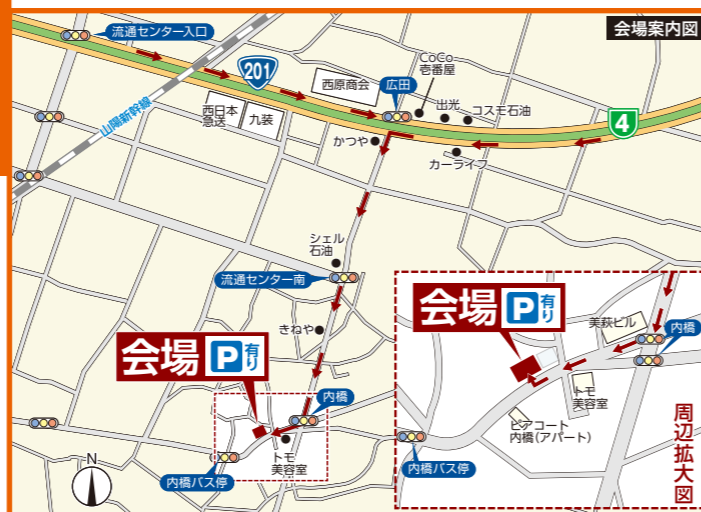 会場案内図
流通センター入口
山陽新幹線
201
西原商会
広田
CoCo
壱番屋
出光
コスモ石油
4
西日本
急送
九装
かつや
カーライフ
シェル
石油
流通センター南
きねや
会場 P 有り
内橋
トモ
美容室
内橋バス停
N
会場 P 有り
美萩ビル
内橋
トモ
美容室
ピアコート
内橋(アパート)
内橋バス停
周辺拡大図